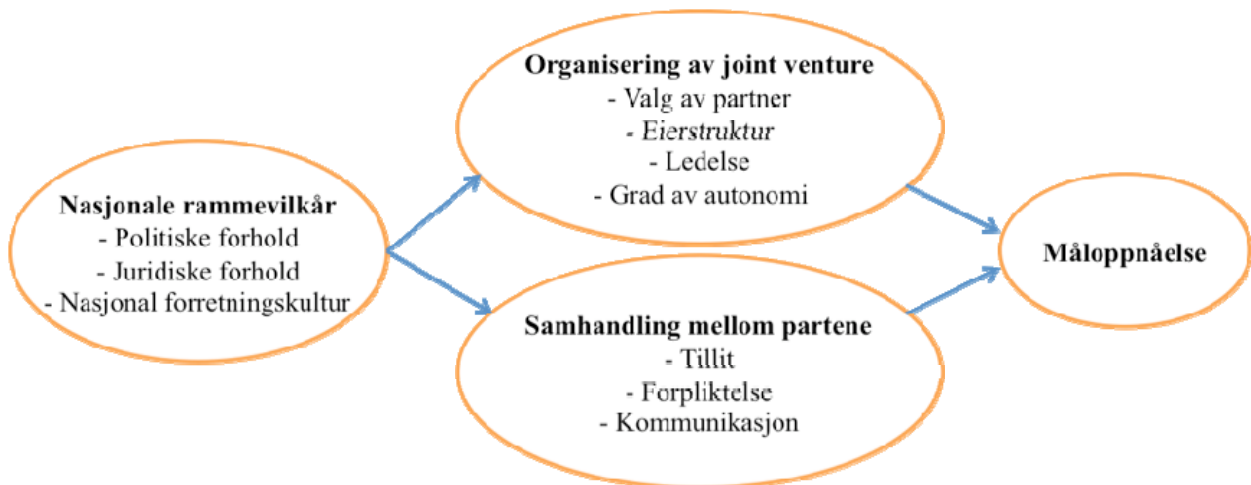 Nasjonale rammevilkår
- Politiske forhold
- Juridiske forhold
- Nasjonal forretningskultur
Organisering av joint venture
- Valg av partner
- Eierstruktur
- Ledelse
- Grad av autonomi
Samhandling mellom partene
- Tillit
- Forpliktelse
- Kommunikasjon
Måloppnåelse